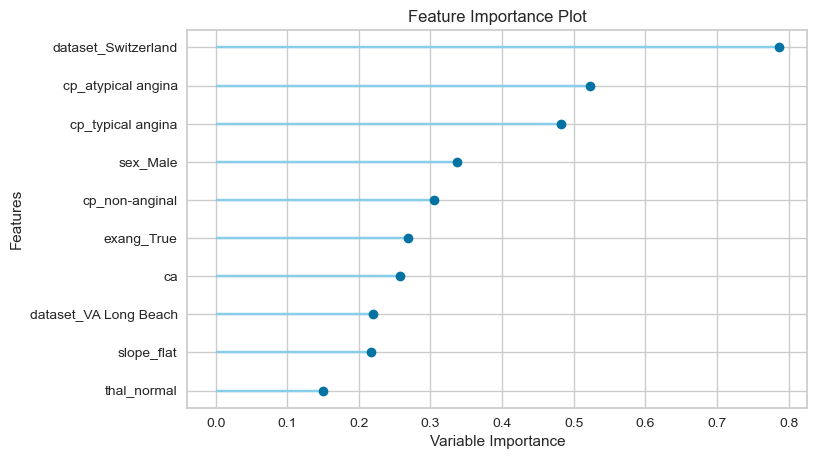 Feature Importance Plot
Features
dataset_Switzerland
cp_atypical angina
cp_typical angina
sex_Male
cp_non-anginal
exang_True
ca
dataset_VA Long Beach
slope_flat
thal_normal
0.0 0.1 0.2 0.3 0.4 0.5 0.6 0.7 0.8
Variable Importance